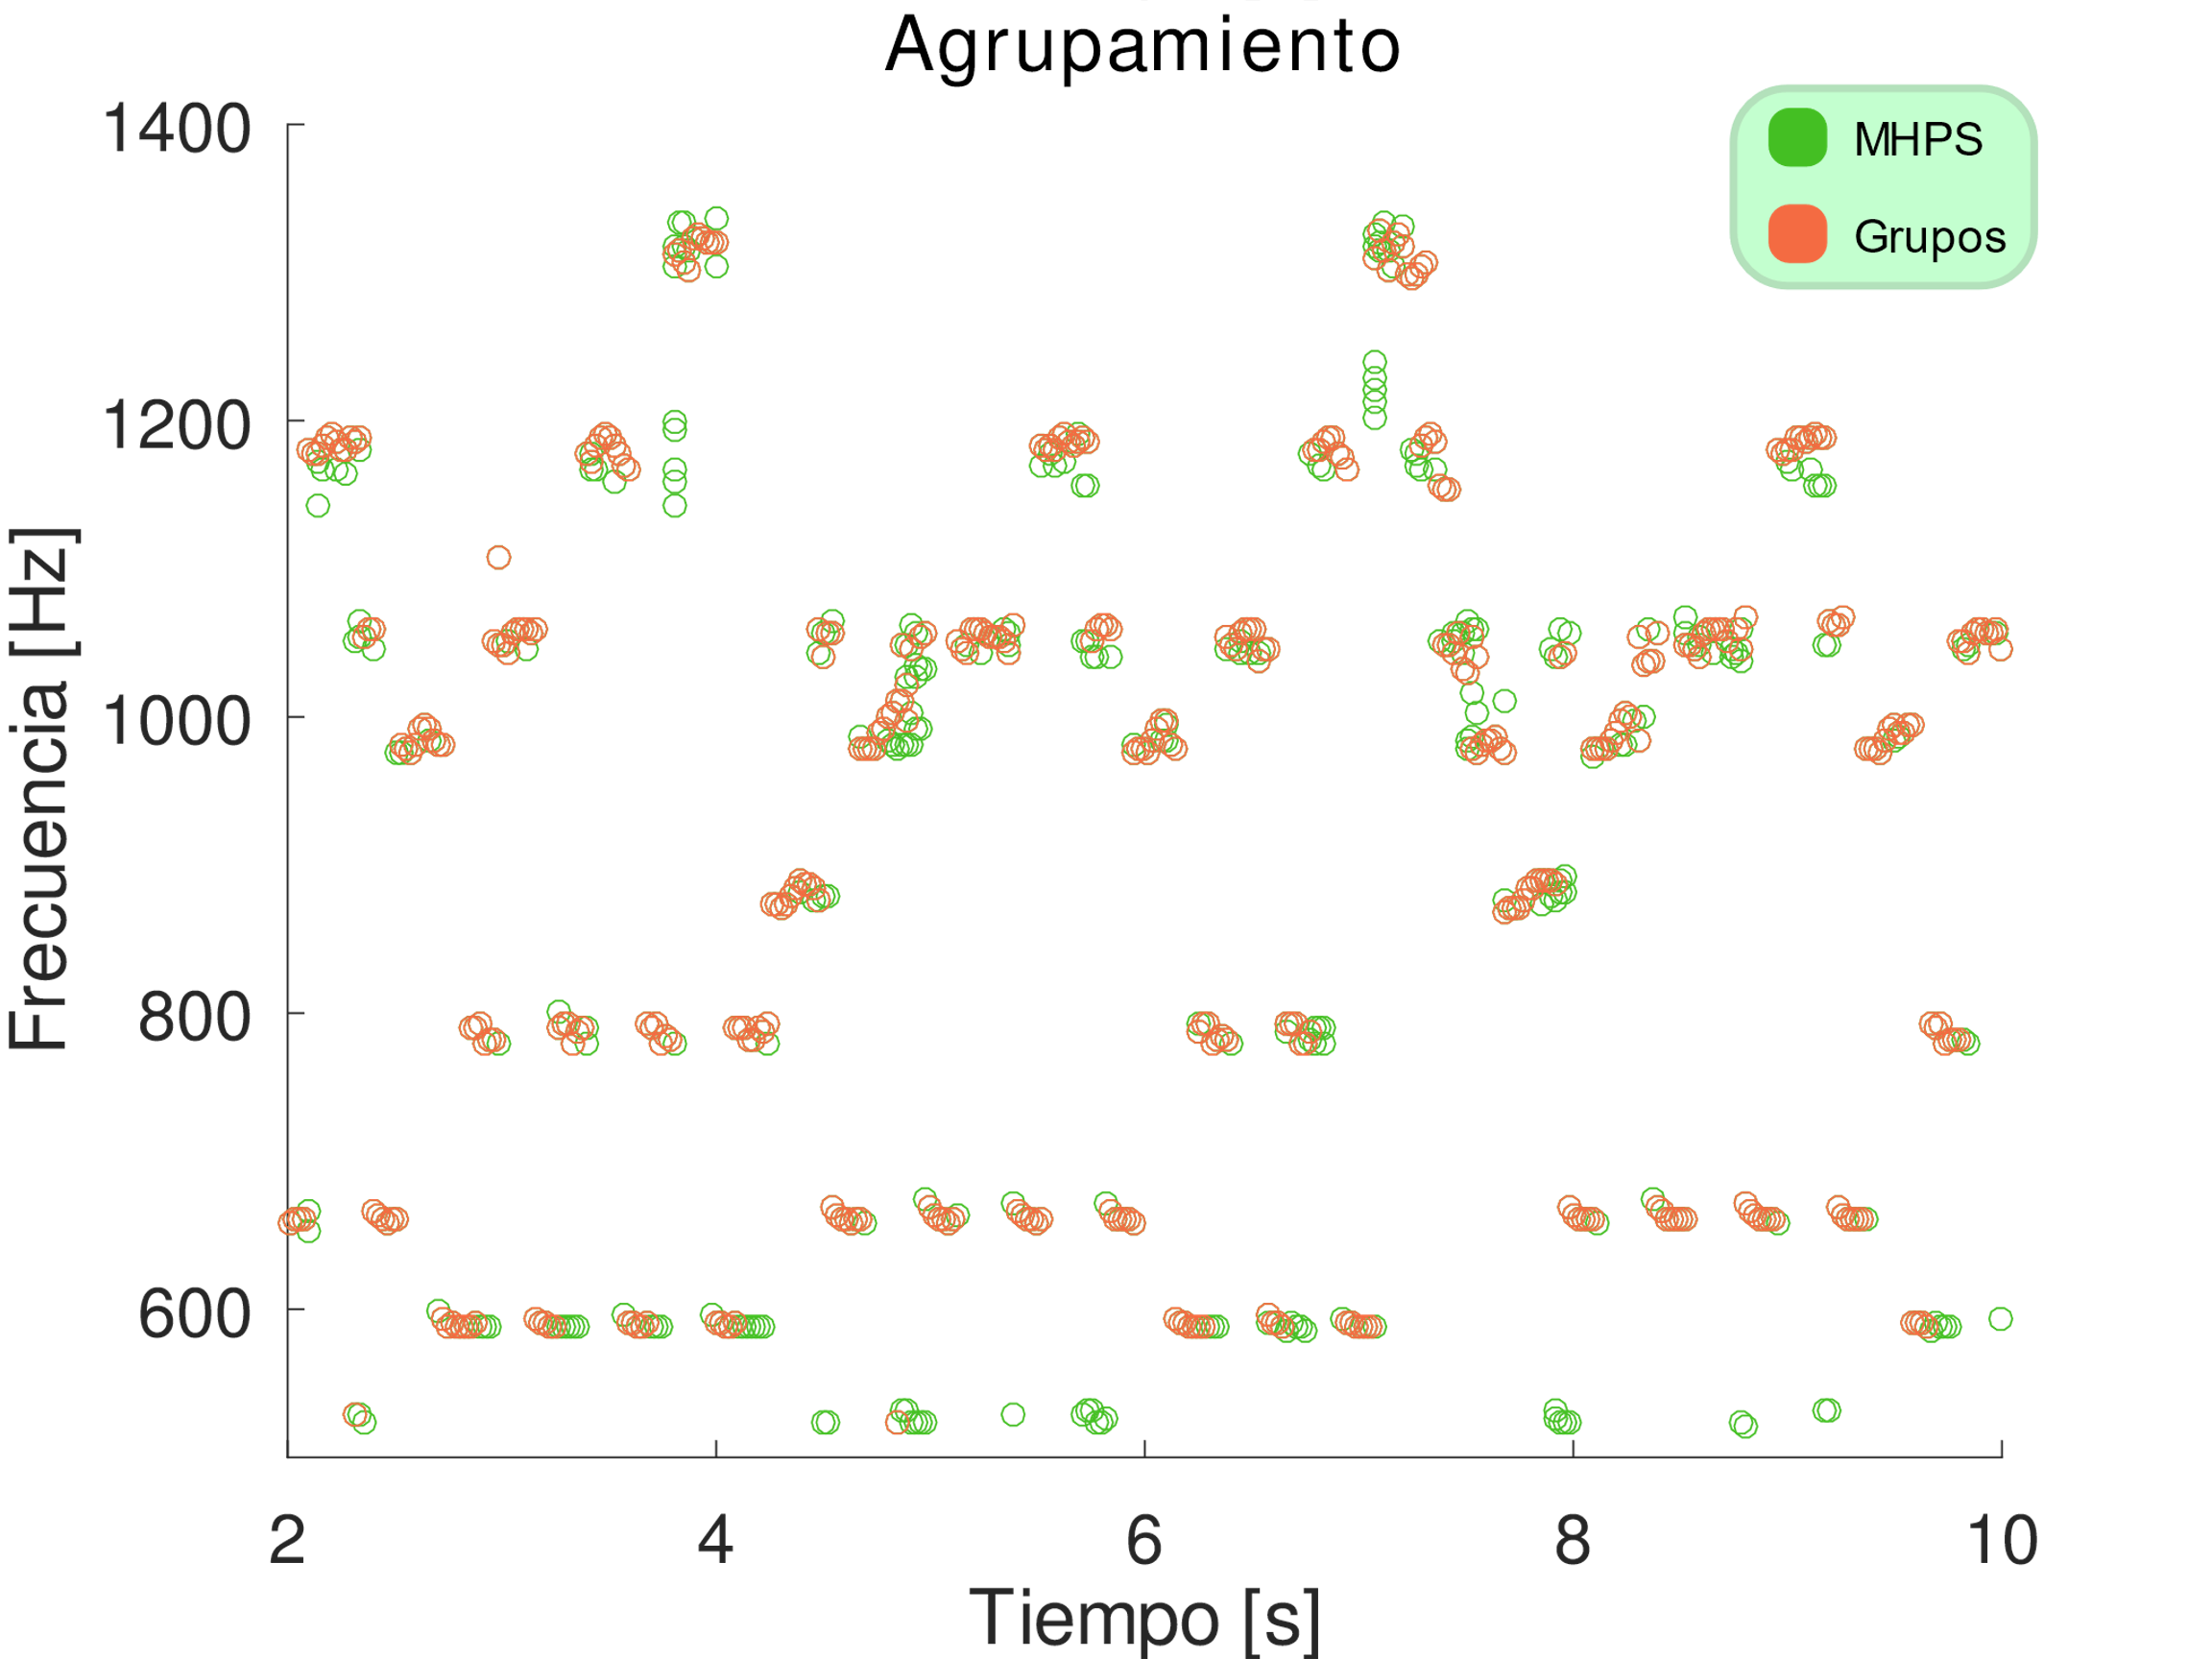 Agrupamiento
1400
1200
1000
800
600
Frecuencia [Hz]
MHPS
Grupos
2 4 6 8 10
Tiempo [s]